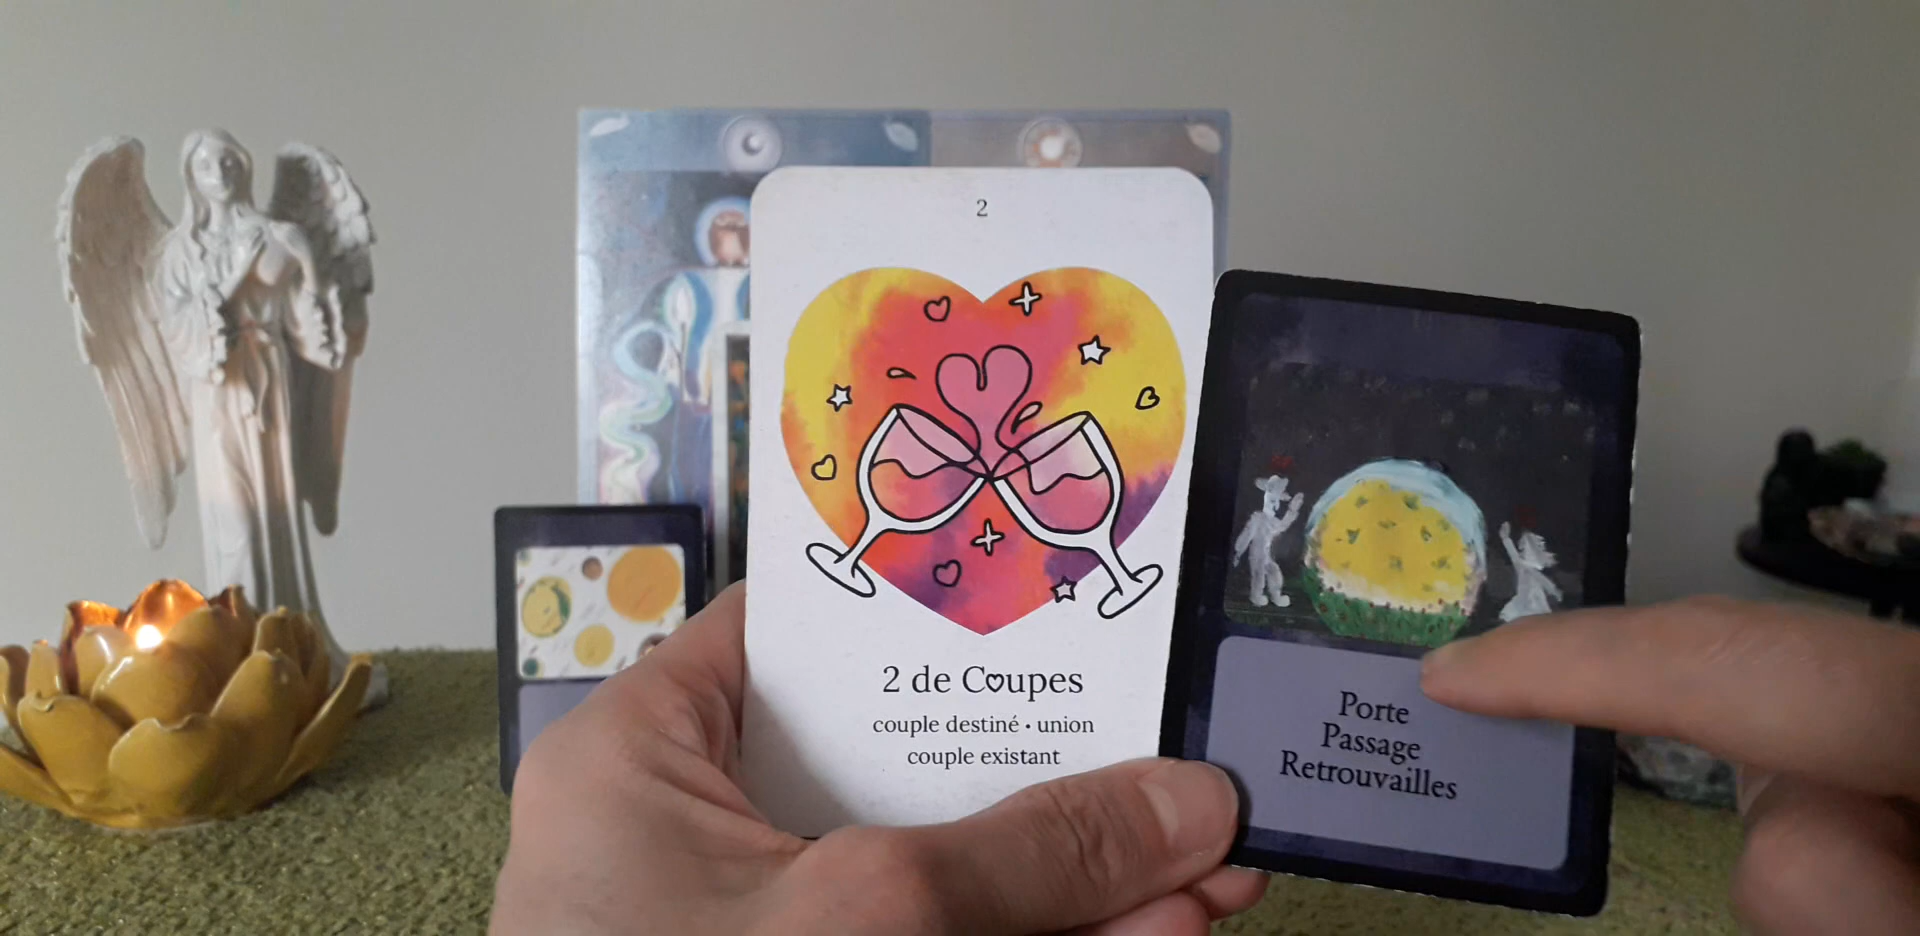 2
2 de Coupes
couple destiné • union
couple existant
Porte
Passage
Retrouvailles